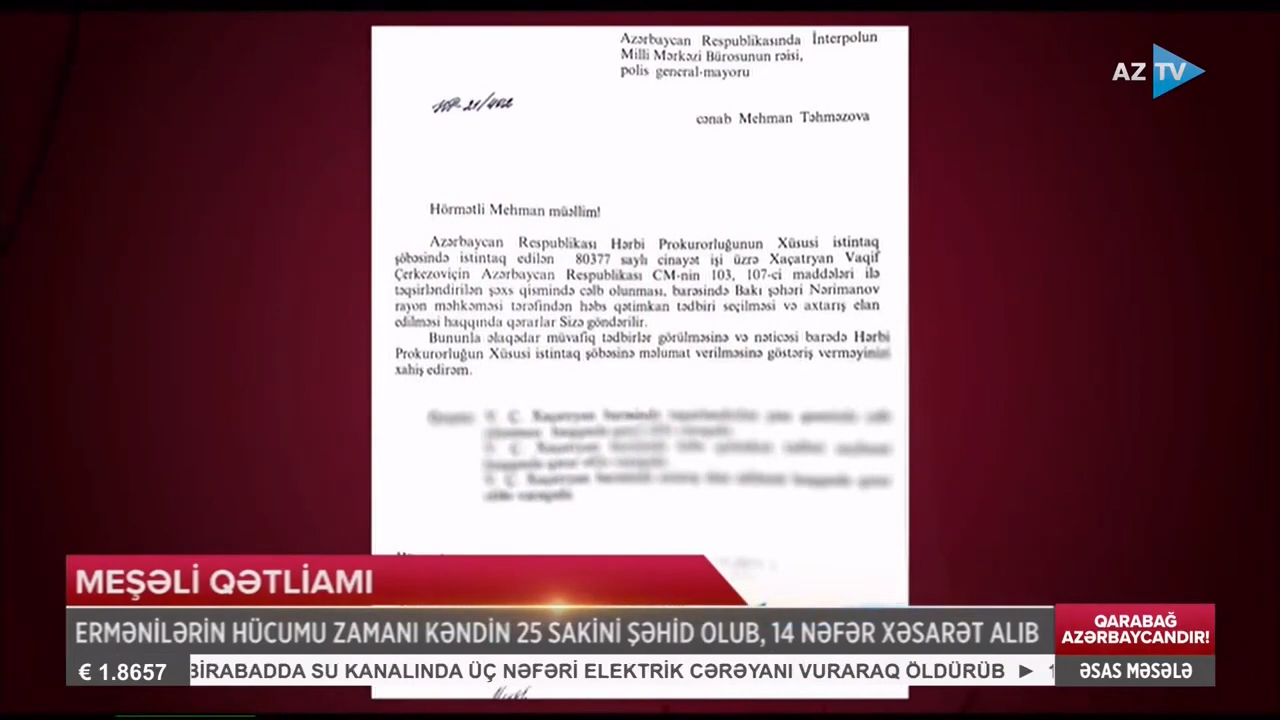 Azərbaycan Respublikasında İnterpolun
Milli Mərkəzi Bürosunun rəisi,
polis general-mayoru
AZ TV
cənab Mehman Təhməzova
Hörmətli Mehman müəllim!
Azərbaycan Respublikası Hərbi Prokurorluğunun Xüsusi istintaq
şöbəsində istintaq edilən 80377 saylı cinayət işi üzrə Xaçatryan Vaqif
Çerkezoviçin Azərbaycan Respublikası CM-nin 103, 107-ci maddələri ilə
təqsirləndirilən şəxs qismində cəlb olunması, barəsində Bakı şəhəri Nərimanov
rayon məhkəməsi tərəfindən həbs qətimkan tədbiri seçilməsi və axtarış elan
edilməsi haqqında qərarlar Sizə göndərilir.
Bununla əlaqədar müvafiq tədbirlər görülməsinə və nəticəsi barədə Hərbi
Prokurorluğun Xüsusi istintaq şöbəsinə məlumat verilməsinə göstəriş verməyinizi
xahiş edirəm.
MEŞƏLİ QƏTLİAMI
ERMƏNİLƏRİN HÜCUMU ZAMANI KƏNDİN 25 SAKİNİ ŞƏHİD OLUB, 14 NƏFƏR XƏSARƏT ALIB
QARABAĞ
AZƏRBAYCANDIR!
€ 1.8657
BİRABADDA SU KANALINDA ÜÇ NƏFƏRİ ELEKTRİK CƏRƏYANI VURARAQ ÖLDÜRÜB ► 1
ƏSAS MƏSƏLƏ